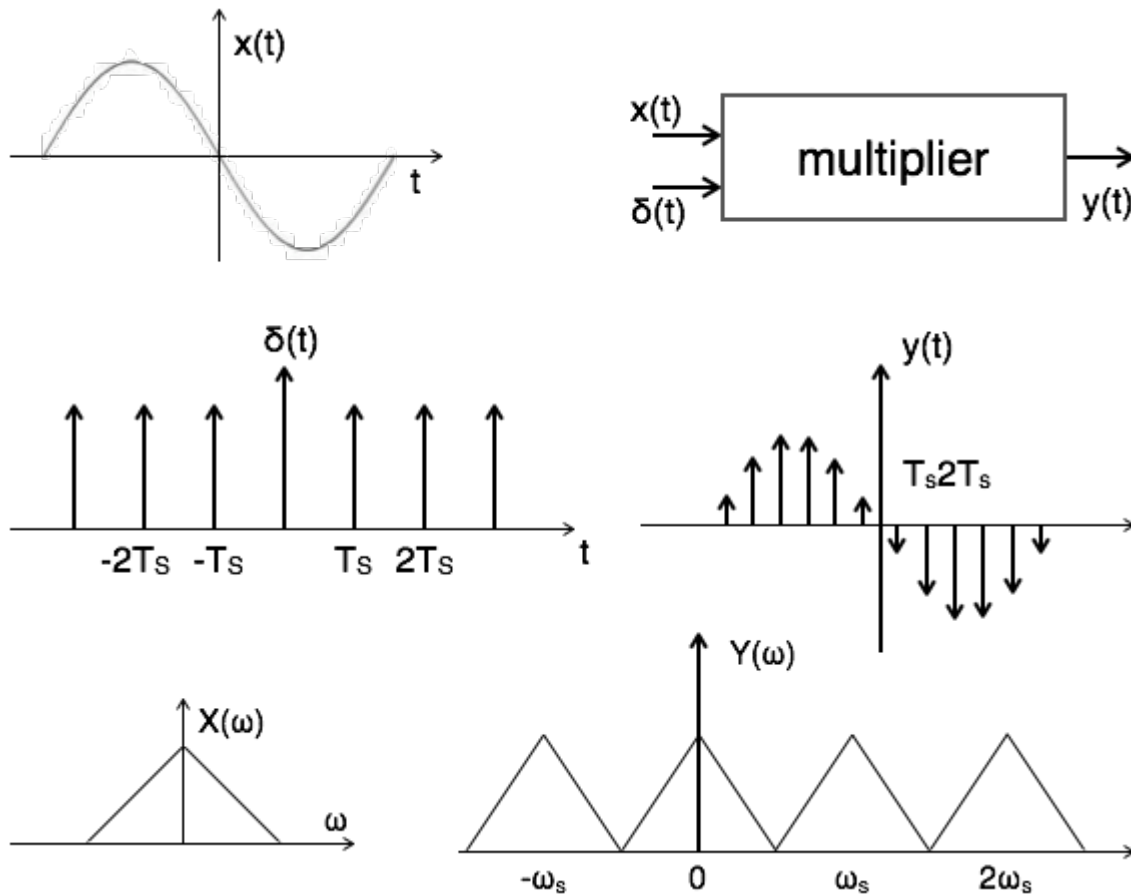 x(t)
t
x(t)
δ(t)
multiplier
y(t)
δ(t)
-2Ts -Ts Ts 2Ts t
y(t)
Ts2Ts
X(ω)
ω
Y(ω)
-ωs 0 ωs 2ωs